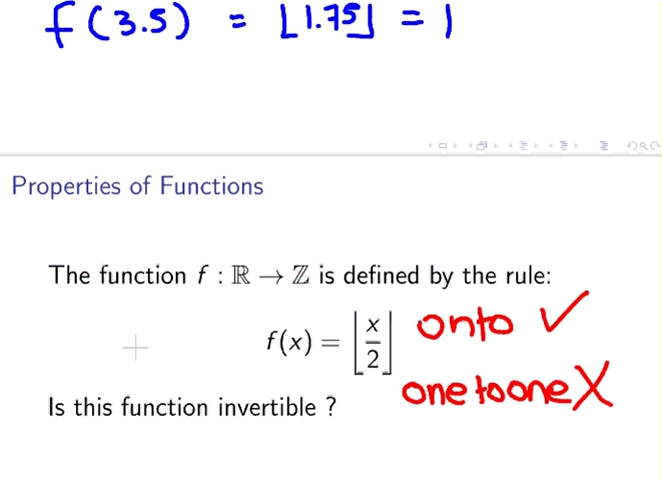 f(3.5) = ⌊1.75⌋ = 1
Properties of Functions
The function f : ℝ → ℤ is defined by the rule:
f(x) = ⌊x/2⌋ onto ✓
one to one X
Is this function invertible ?